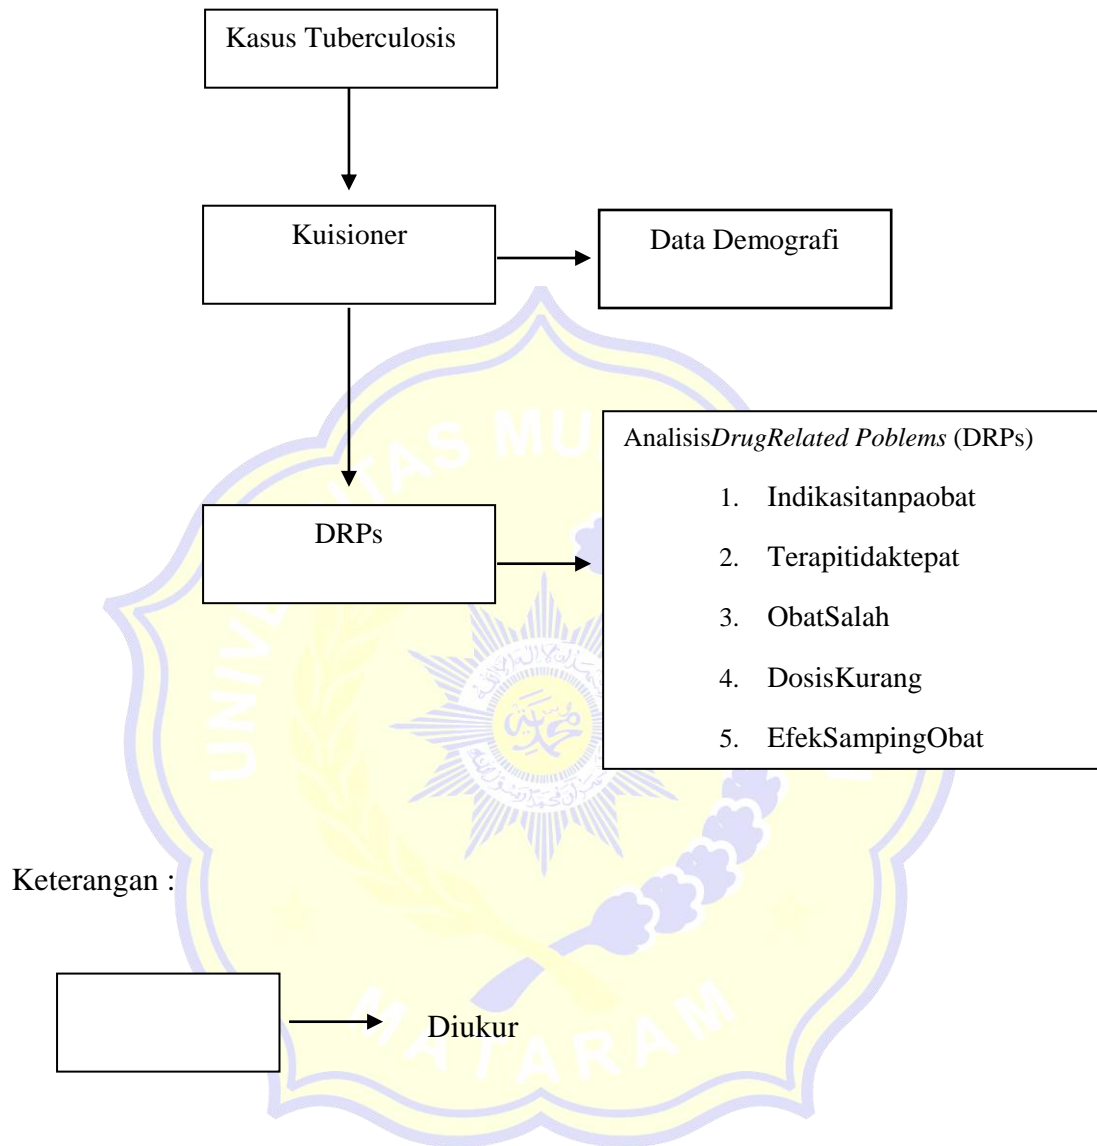 Kasus Tuberculosis
Kuisioner
Data Demografi
AnalisisDrugRelated Poblems (DRPs)
1. Indikasitanpaobat
DRPs
2. Terapitidaktepat
3. ObatSalah
4. DosisKurang
5. EfekSampingObat
Keterangan :
Diukur
MATARAM